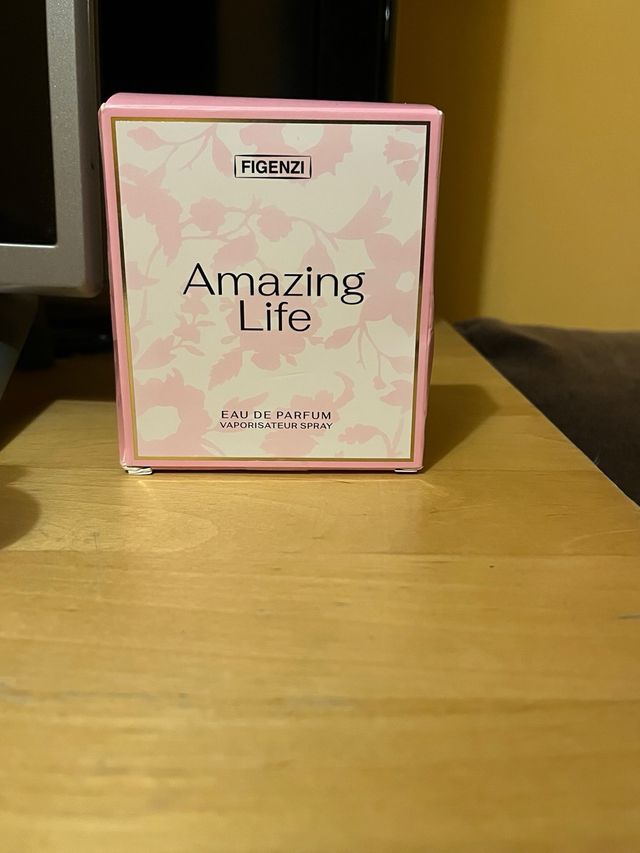 FIGENZI
Amazing
Life
EAU DE PARFUM
VAPORISATEUR SPRAY